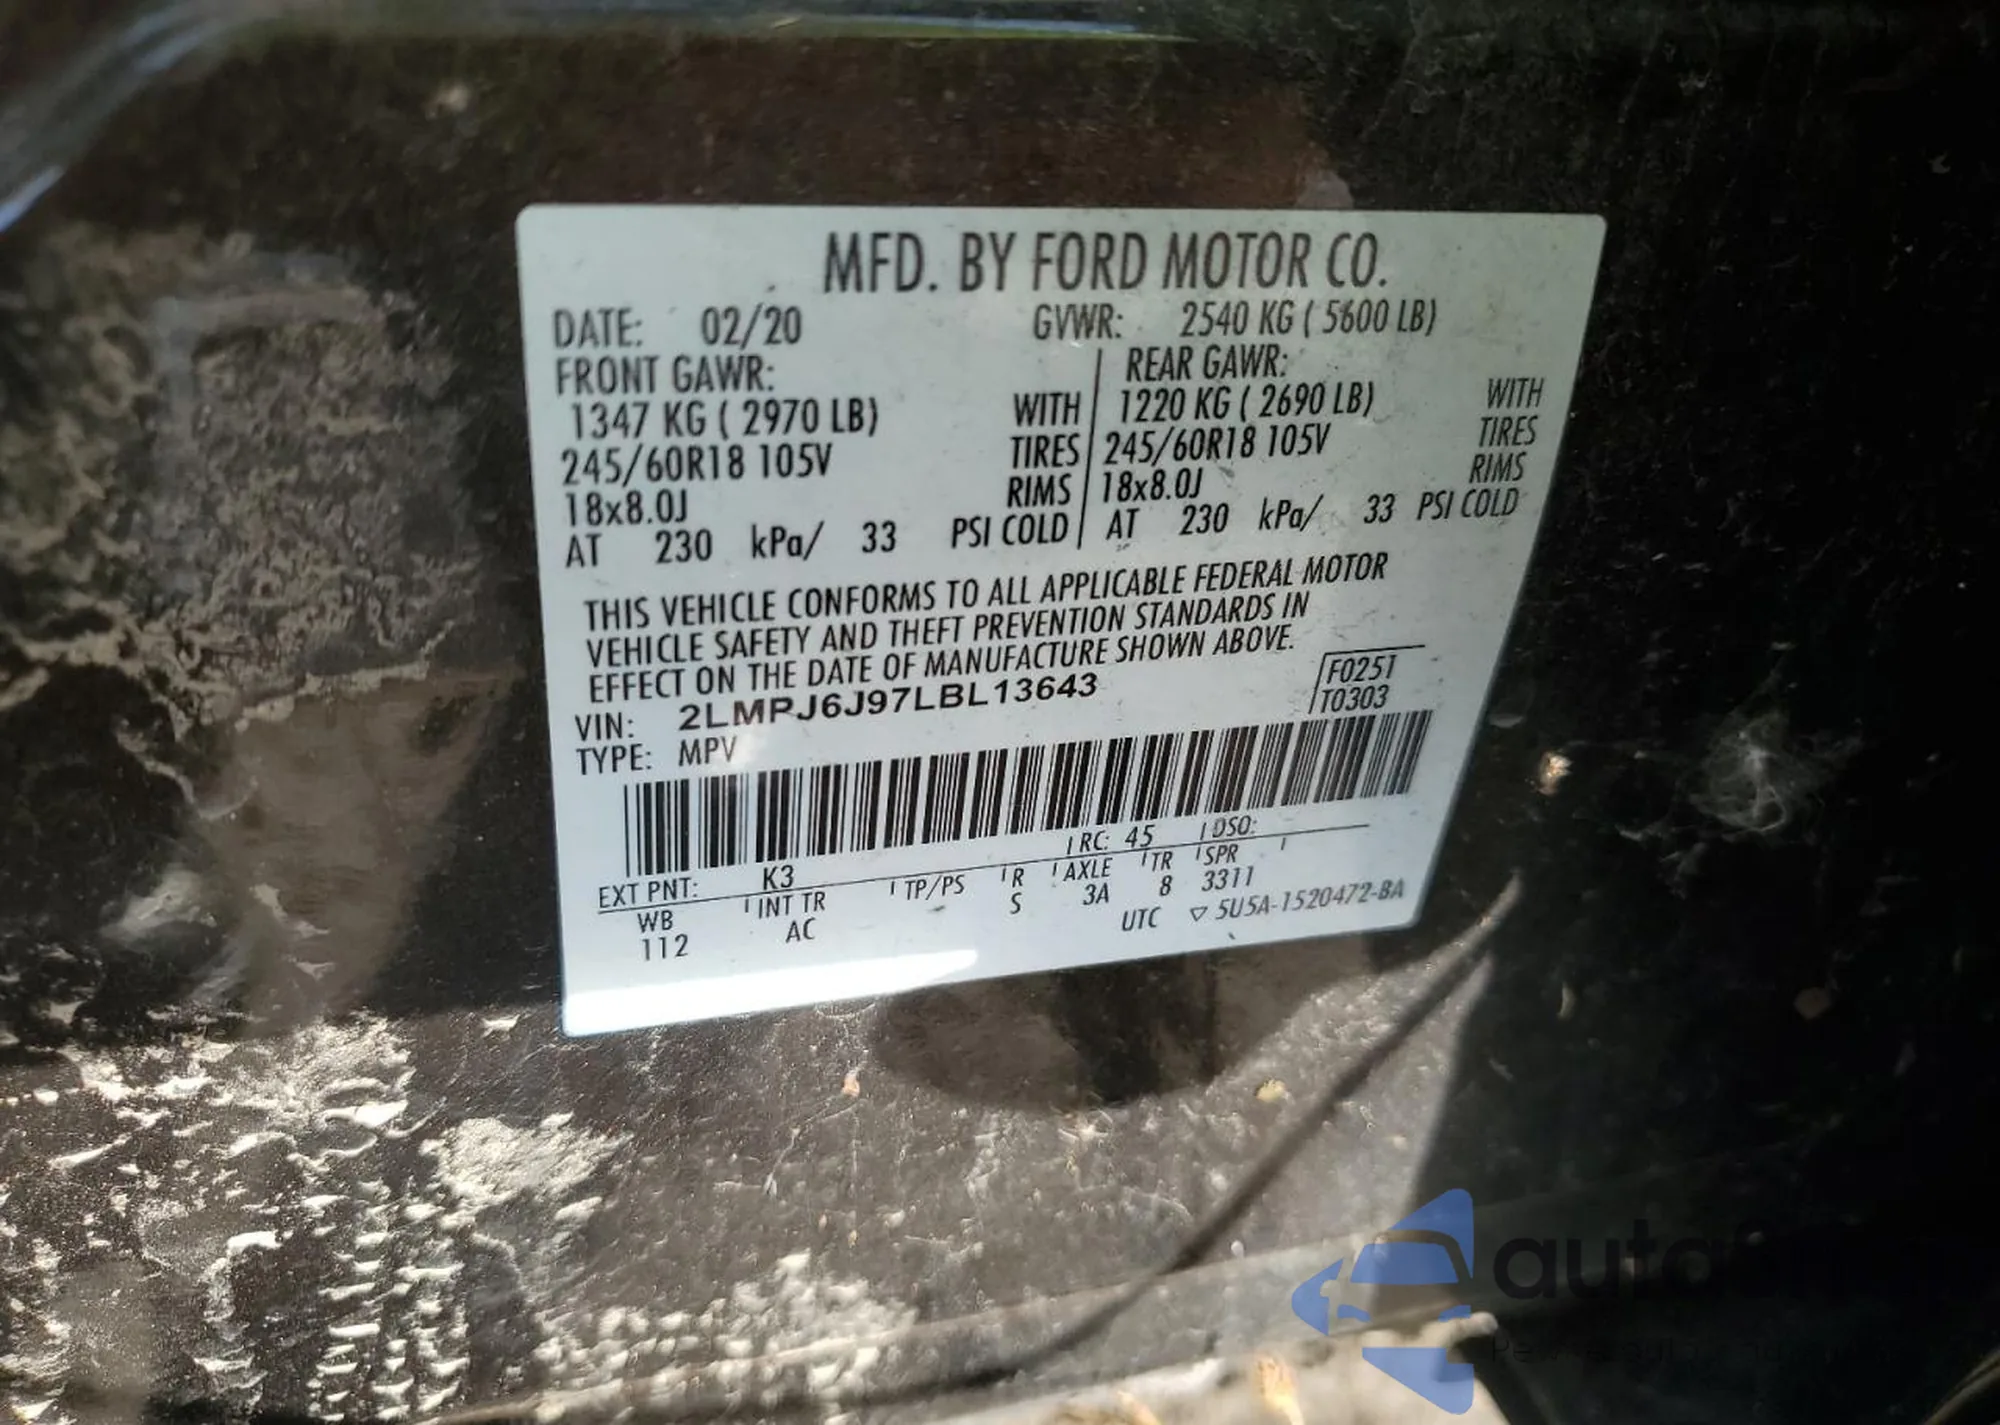 MFD. BY FORD MOTOR CO.
DATE: 02/20 GVWR: 2540 KG ( 5600 LB)
FRONT GAWR: REAR GAWR:
1347 KG ( 2970 LB) WITH 1220 KG ( 2690 LB) WITH
245/60R18 105V TIRES 245/60R18 105V TIRES
18x8.0J RIMS 18x8.0J RIMS
AT 230 kPa/ 33 PSI COLD AT 230 kPa/ 33 PSI COLD
THIS VEHICLE CONFORMS TO ALL APPLICABLE FEDERAL MOTOR
VEHICLE SAFETY AND THEFT PREVENTION STANDARDS IN
EFFECT ON THE DATE OF MANUFACTURE SHOWN ABOVE.
F0251
VIN: 2LMPJ6J97LBL13643 T0303
TYPE: MPV
EXT PNT: K3 RC: 45 DSO:
WB INT TR TP/PS R AXLE TR SPR
112 AC S 3A 8 3311
UTC ▽ 5U5A-1520472-BA